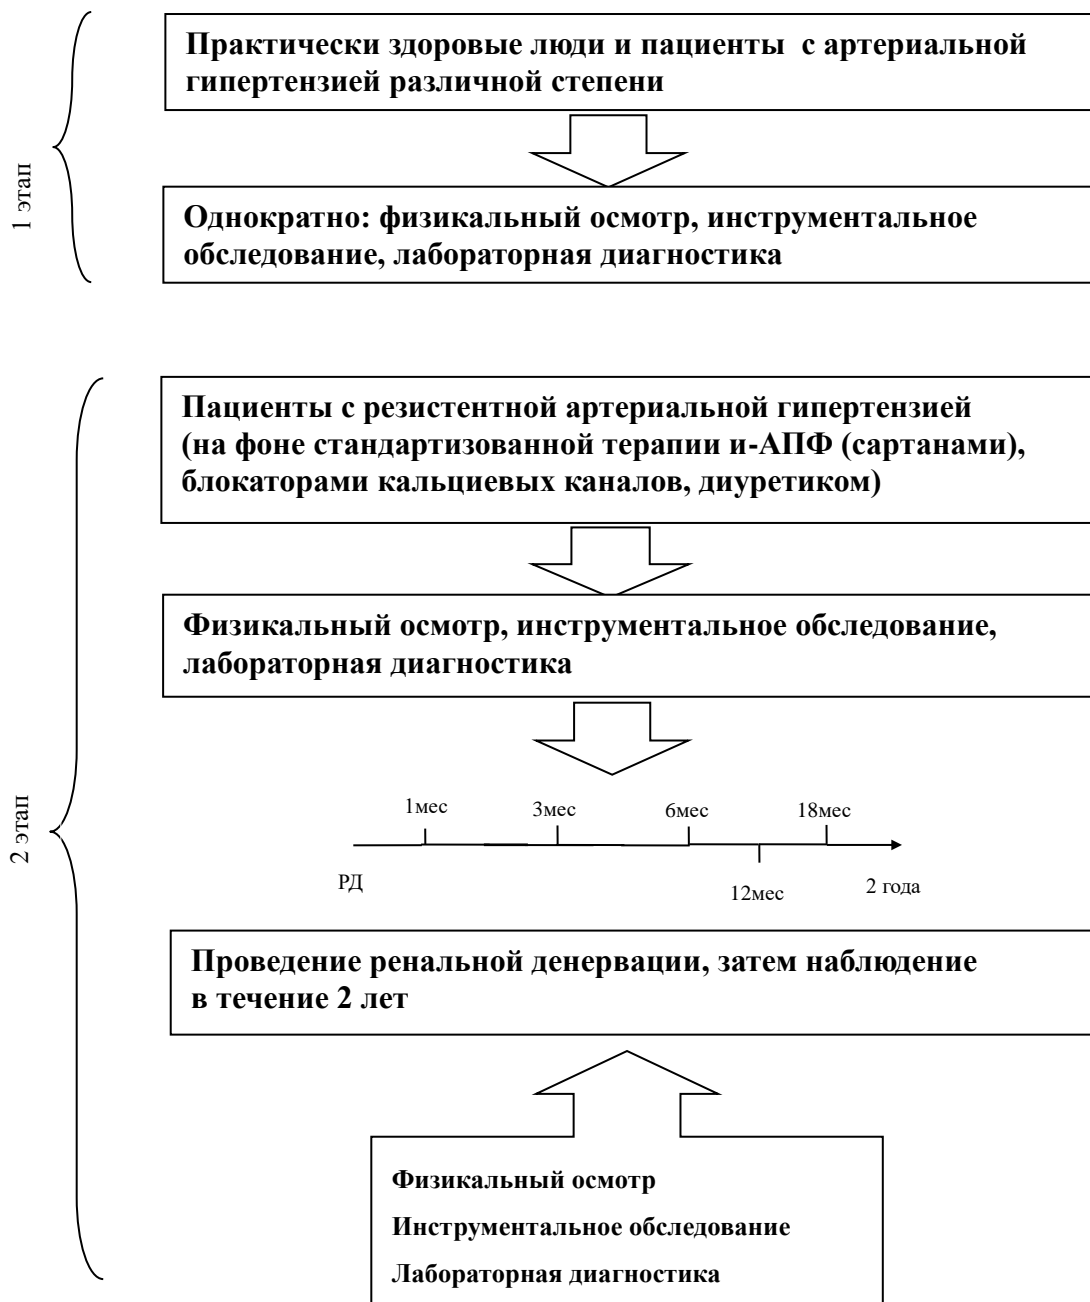 1 этап
Практически здоровые люди и пациенты с артериальной
гипертензией различной степени
Однократно: физикальный осмотр, инструментальное
обследование, лабораторная диагностика
2 этап
Пациенты с резистентной артериальной гипертензией
(на фоне стандартизованной терапии и-АПФ (сартанами),
блокаторами кальциевых каналов, диуретиком)
Физикальный осмотр, инструментальное обследование,
лабораторная диагностика
1мес 3мес 6мес 18мес
РД 12мес 2 года
Проведение ренальной денервации, затем наблюдение
в течение 2 лет
Физикальный осмотр
Инструментальное обследование
Лабораторная диагностика